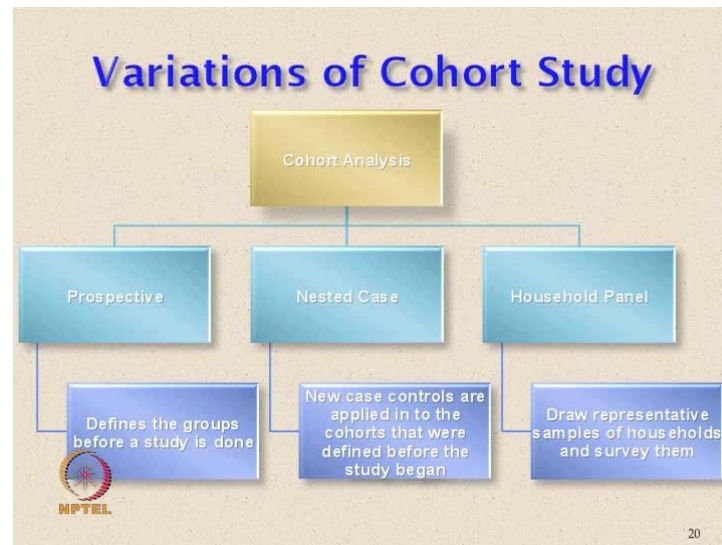 Variations of Cohort Study
Cohort Analysis
Prospective
Nested Case
Household Panel
Defines the groups
before a study is done
New case controls are
applied in to the
cohorts that were
defined before the
study began
Draw representative
samples of households
and survey them
NPTEL
20